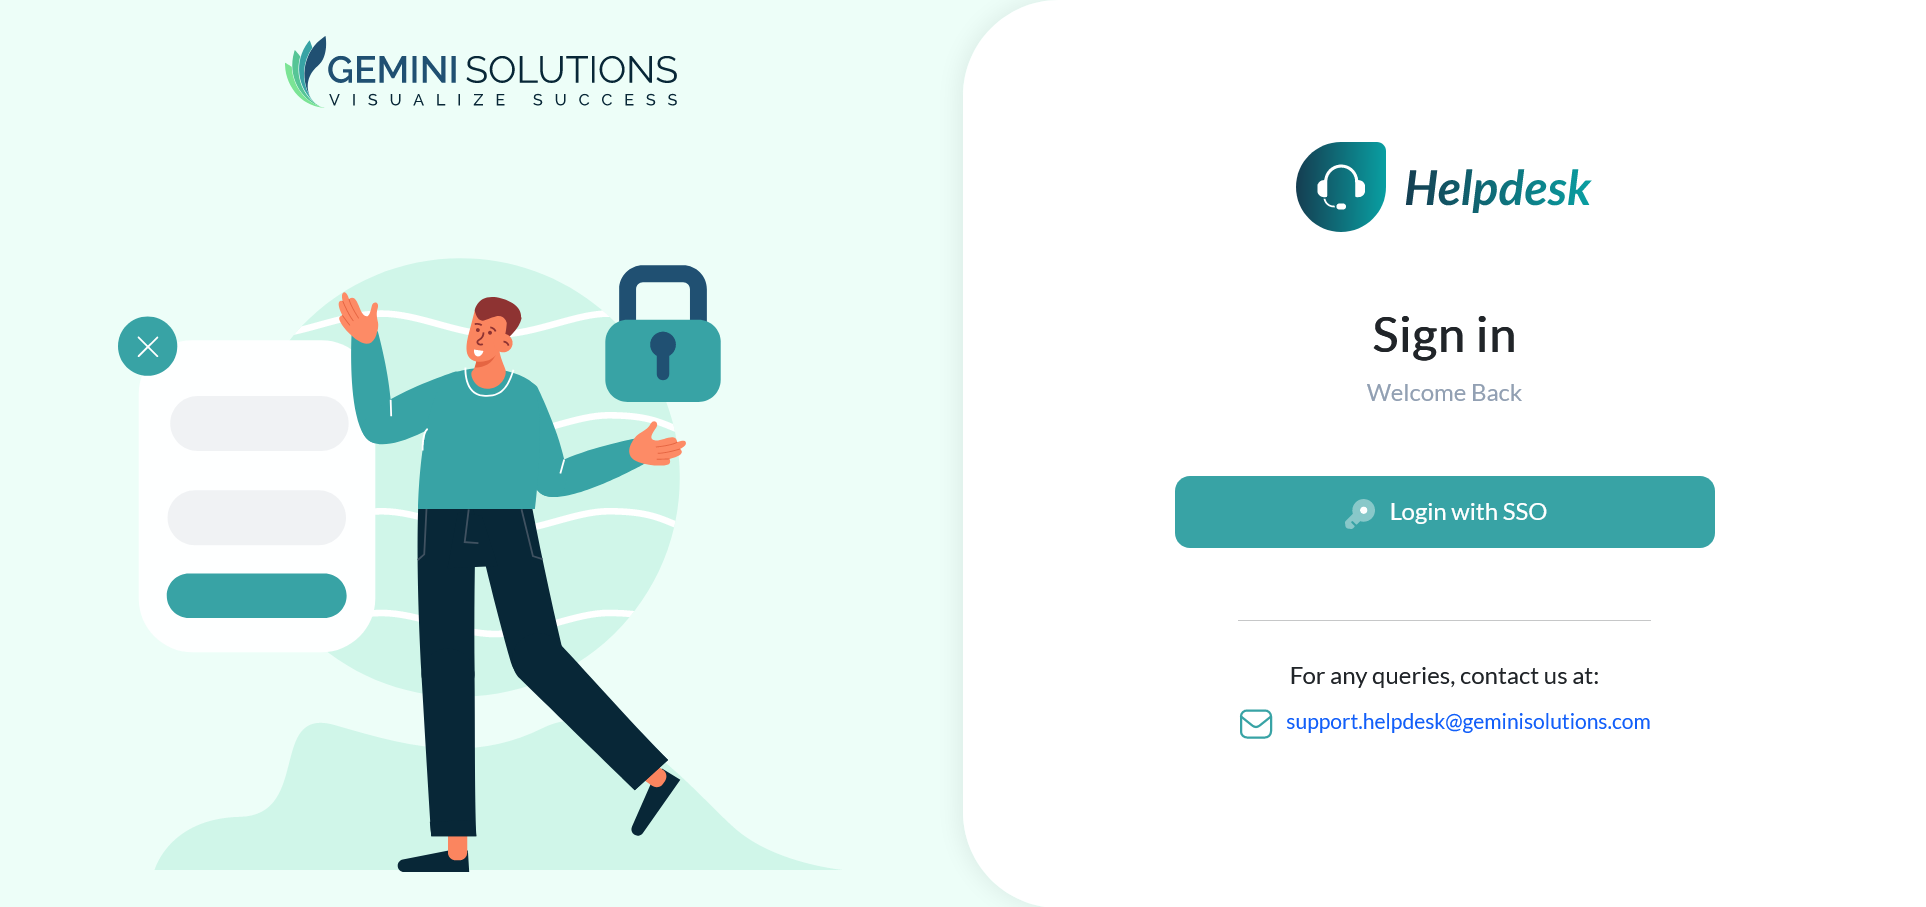 GEMINI SOLUTIONS
VISUALIZE SUCCESS
Helpdesk
Sign in
Welcome Back
Login with SSO
For any queries, contact us at:
support.helpdesk@geminisolutions.com